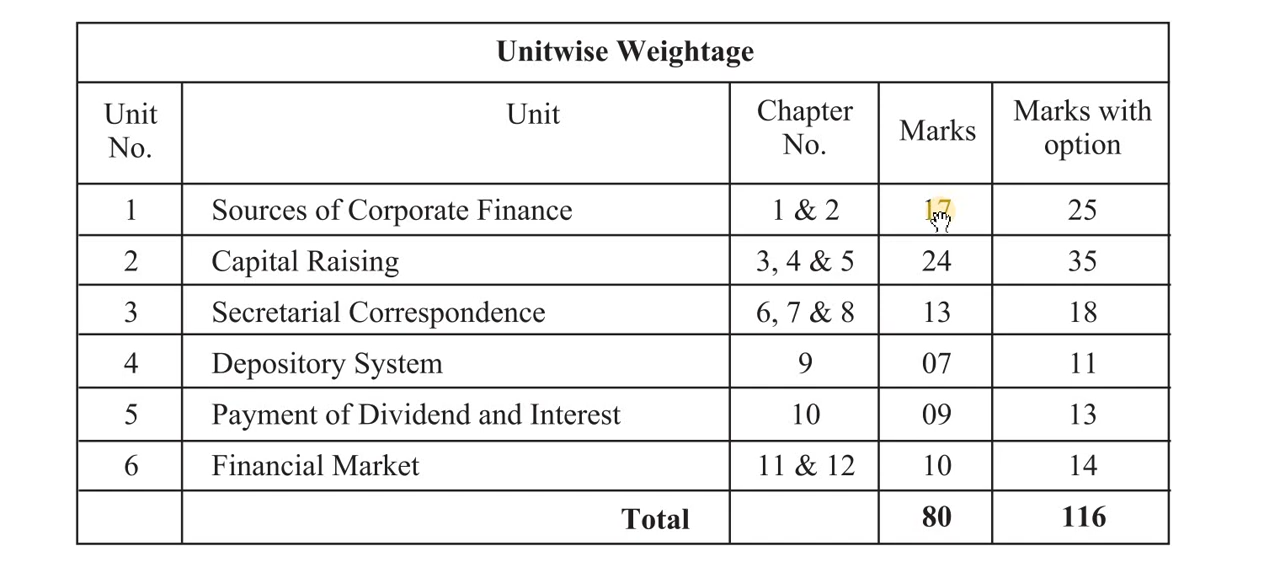 Unitwise Weightage
Unit No. Unit Chapter No. Marks Marks with option
1 Sources of Corporate Finance 1 & 2 17 25
2 Capital Raising 3, 4 & 5 24 35
3 Secretarial Correspondence 6, 7 & 8 13 18
4 Depository System 9 07 11
5 Payment of Dividend and Interest 10 09 13
6 Financial Market 11 & 12 10 14
Total 80 116